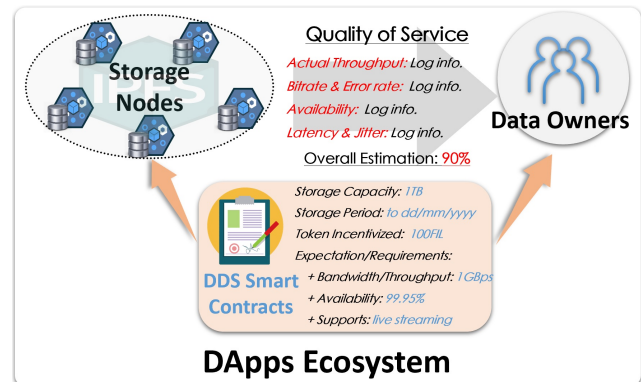 IPFS
Storage
Nodes
Quality of Service
Actual Throughput: Log info.
Bitrate & Error rate: Log info.
Availability: Log info.
Latency & Jitter: Log info.
Overall Estimation: 90%
Data Owners
DDS Smart
Contracts
Storage Capacity: 1TB
Storage Period: to dd/mm/yyyy
Token Incentivized: 100FIL
Expectation/Requirements:
+ Bandwidth/Throughput: 1GBps
+ Availability: 99.95%
+ Supports: live streaming
DApps Ecosystem